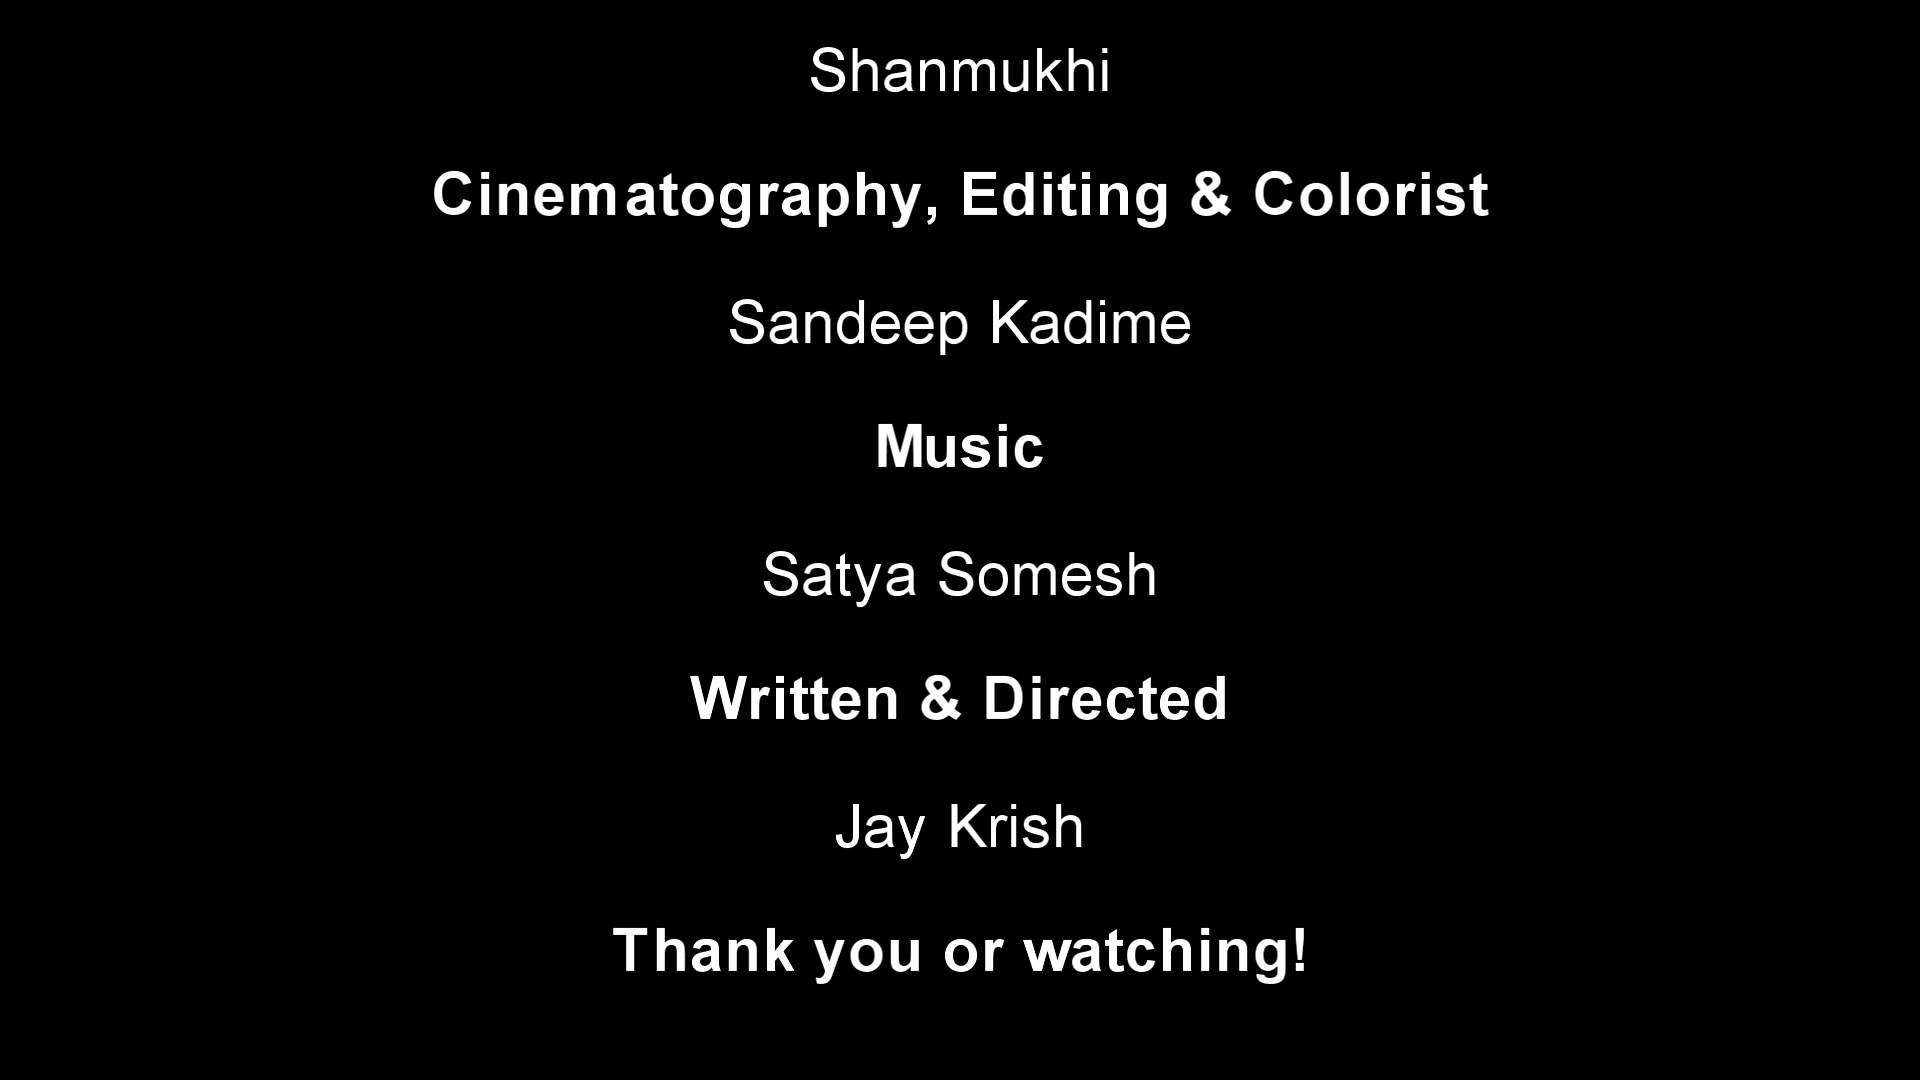 Shanmukhi
Cinematography, Editing & Colorist
Sandeep Kadime
Music
Satya Somesh
Written & Directed
Jay Krish
Thank you or watching!